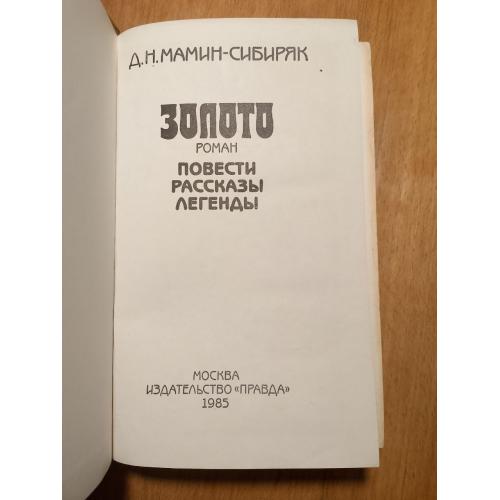 Д.Н.МАМИН-СИБИРЯК
ЗОЛОТО
РОМАН
ПОВЕСТИ
РАССКАЗЫ
ЛЕГЕНДЫ
МОСКВА
ИЗДАТЕЛЬСТВО «ПРАВДА»
1985